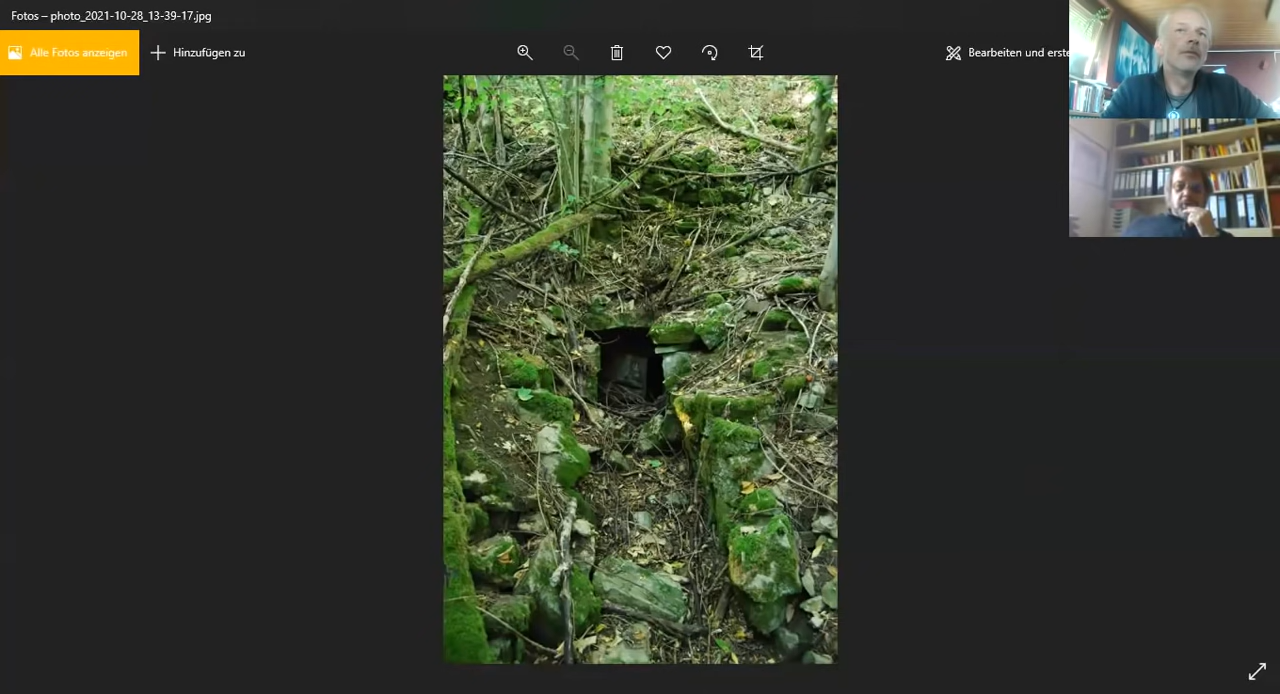 Fotos – photo_2021-10-28_13-39-17.jpg
Alle Fotos anzeigen
Hinzufügen zu
Bearbeiten und erste